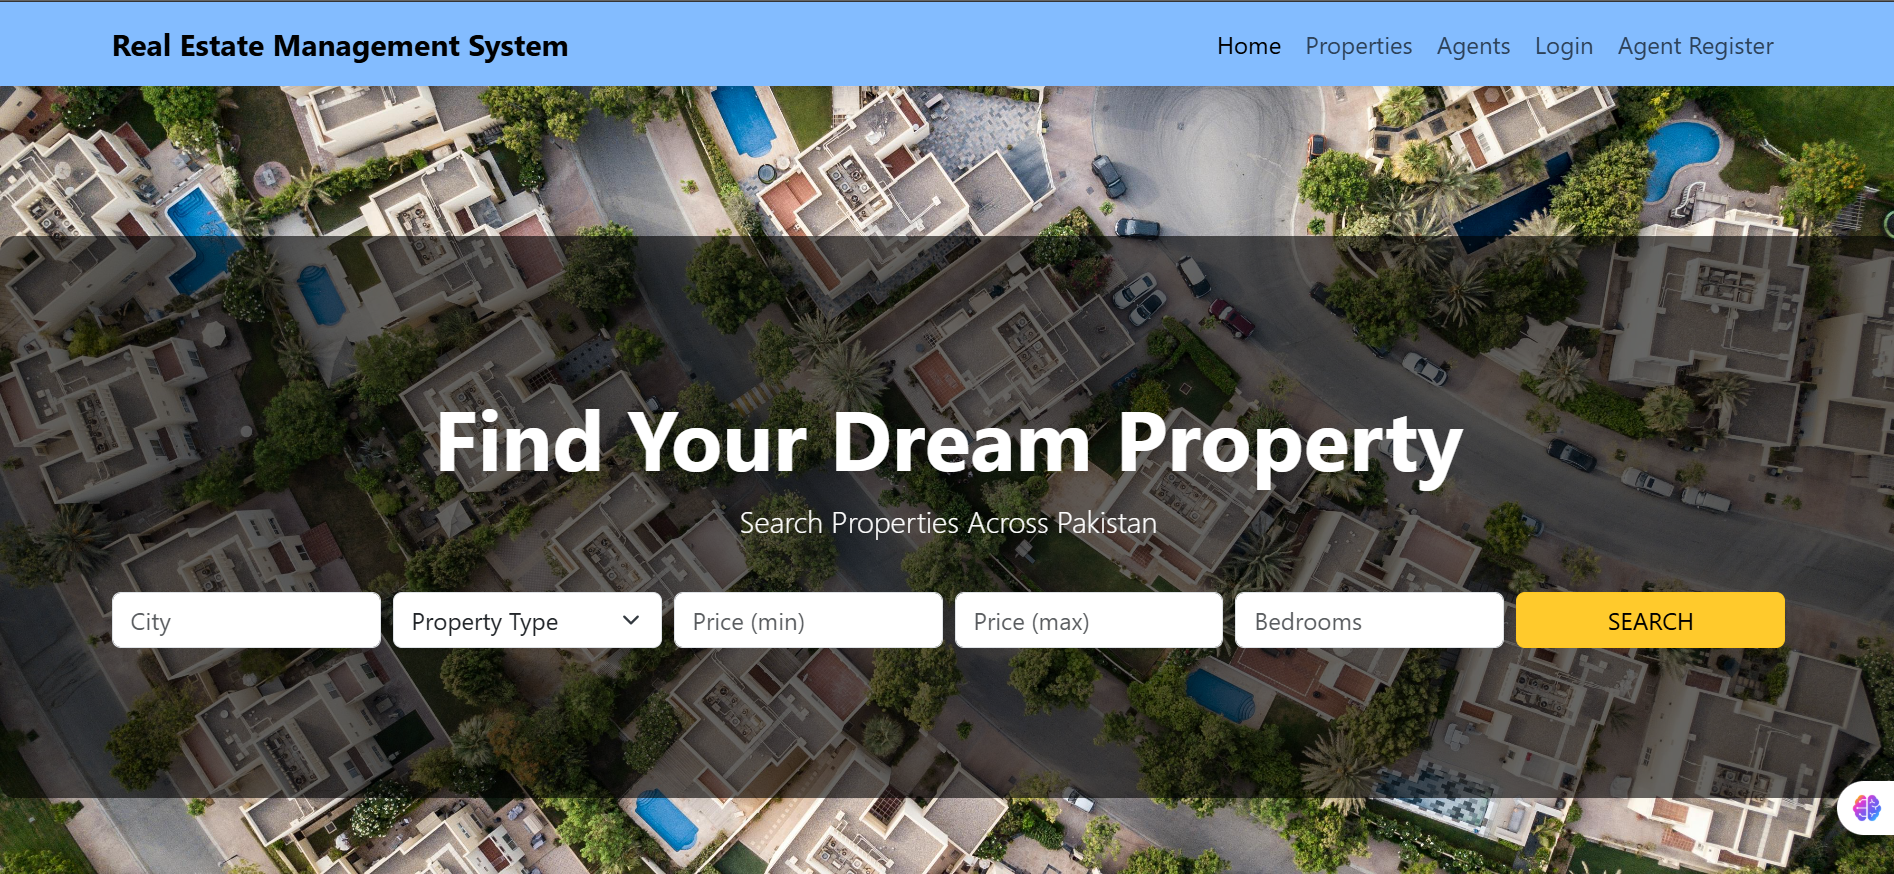 Real Estate Management System
Home Properties Agents Login Agent Register
Find Your Dream Property
Search Properties Across Pakistan
City Property Type Price (min) Price (max) Bedrooms SEARCH